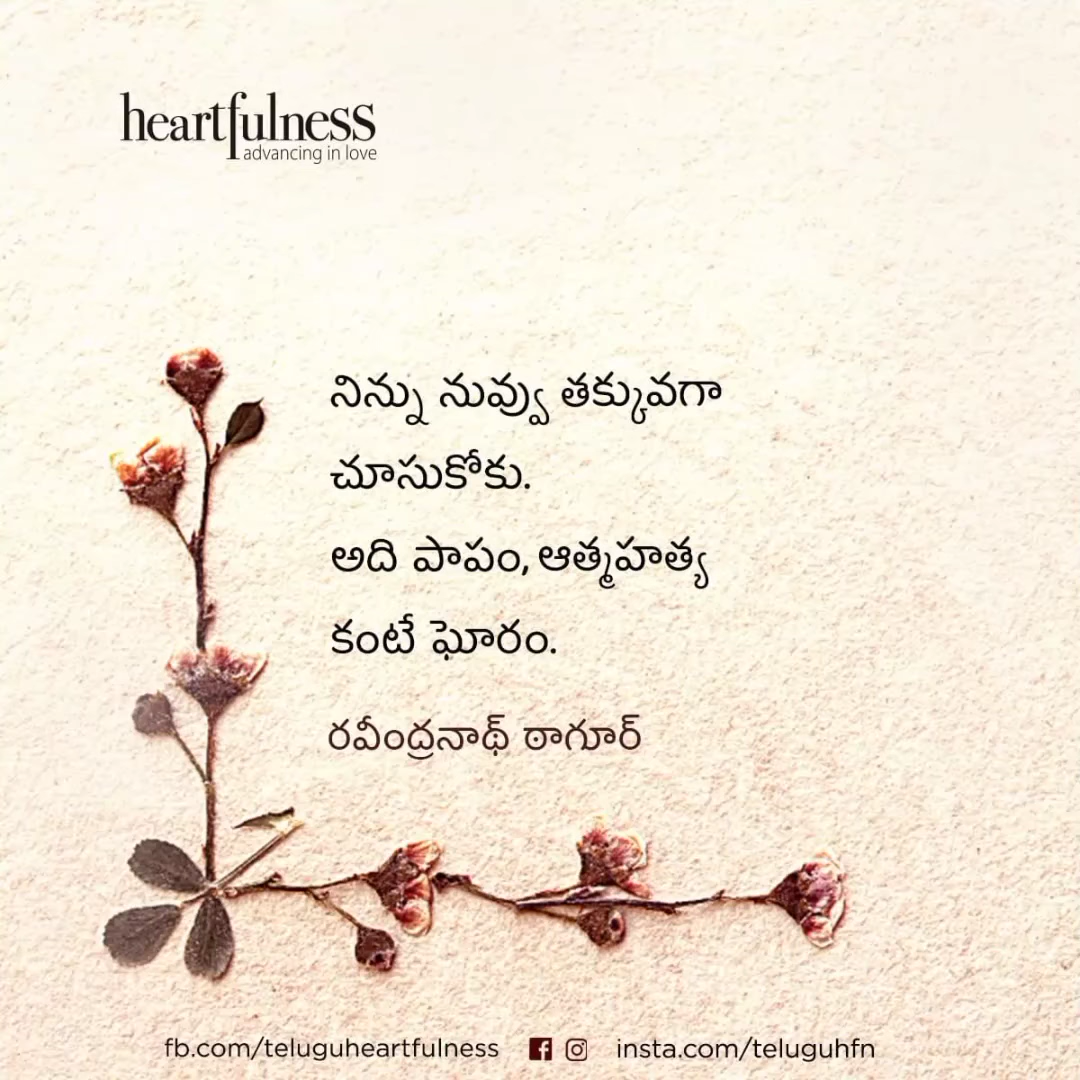 heartfulness
advancing in love
నిన్ను నువ్వు తక్కువగా
చూసుకోకు.
అది పాపం, ఆత్మహత్య
కంటే ఘోరం.
రవీంద్రనాథ్ ఠాగూర్
fb.com/teluguheartfulness insta.com/teluguhfn